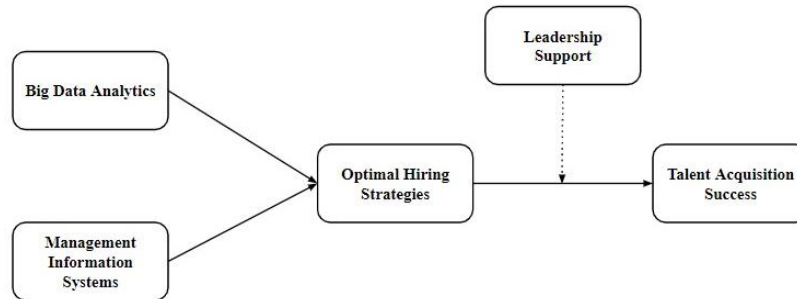 Leadership
Support
Big Data Analytics
Optimal Hiring
Strategies
Talent Acquisition
Success
Management
Information
Systems